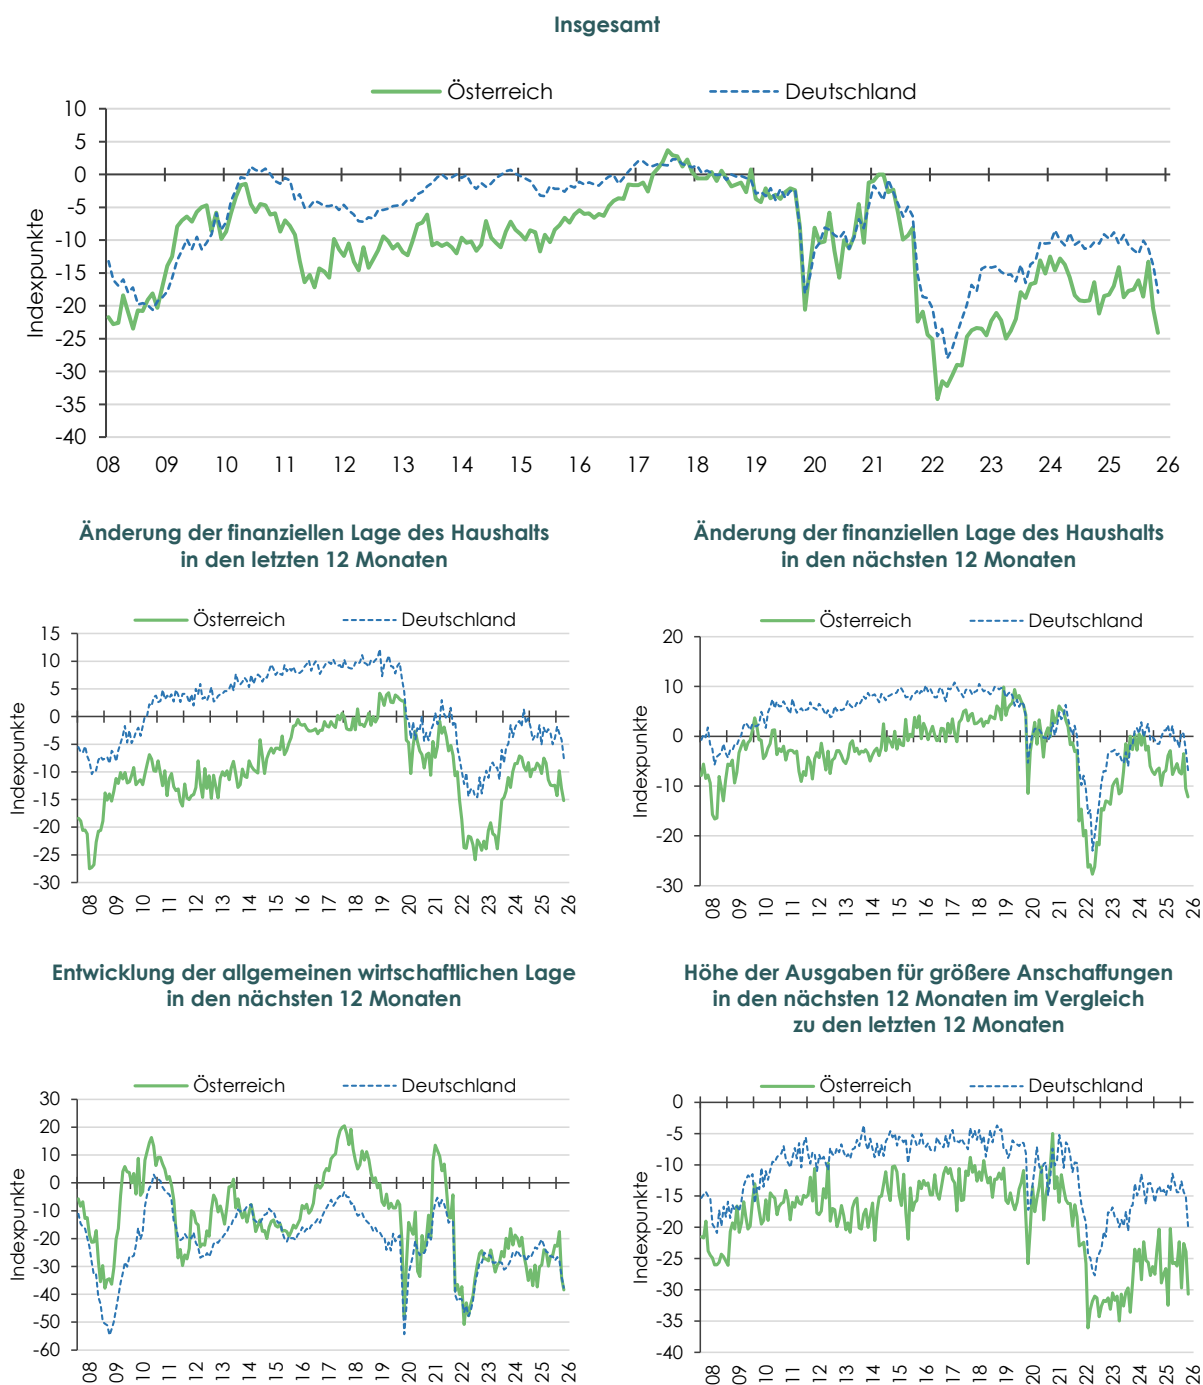 Insgesamt
Österreich Deutschland
10
5
0
-5
-10
-15
-20
-25
-30
-35
-40
Indexpunkte
08 09 10 11 12 13 14 15 16 17 18 19 20 21 22 23 24 25 26
Änderung der finanziellen Lage des Haushalts
in den letzten 12 Monaten
Österreich Deutschland
15
10
5
0
-5
-10
-15
-20
-25
-30
Indexpunkte
08 09 10 11 12 13 14 15 16 17 18 19 20 21 22 23 24 25 26
Änderung der finanziellen Lage des Haushalts
in den nächsten 12 Monaten
Österreich Deutschland
20
10
0
-10
-20
-30
Indexpunkte
08 09 10 11 12 13 14 15 16 17 18 19 20 21 22 23 24 25 26
Entwicklung der allgemeinen wirtschaftlichen Lage
in den nächsten 12 Monaten
Österreich Deutschland
30
20
10
0
-10
-20
-30
-40
-50
-60
Indexpunkte
08 09 10 11 12 13 14 15 16 17 18 19 20 21 22 23 24 25 26
Höhe der Ausgaben für größere Anschaffungen
in den nächsten 12 Monaten im Vergleich
zu den letzten 12 Monaten
Österreich Deutschland
0
-5
-10
-15
-20
-25
-30
-35
-40
Indexpunkte
08 09 10 11 12 13 14 15 16 17 18 19 20 21 22 23 24 25 26